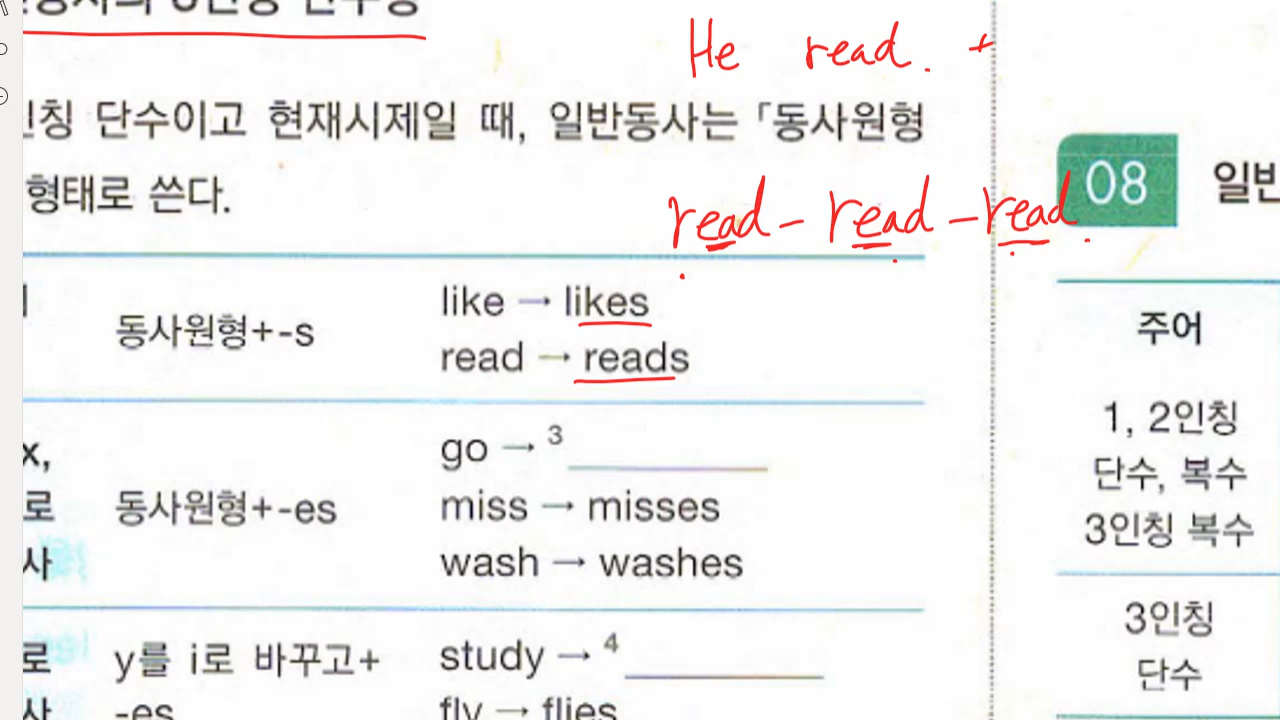 He read. +
인칭 단수이고 현재시제일 때, 일반동사는 「동사원형
형태로 쓴다.
read - read - read.
동사원형+-s
like → likes
read → reads
x,
로
사
동사원형+-es
go → 3
miss → misses
wash → washes
로
y를 i로 바꾸고+
-es
study → 4
fly → flies
08 일반
주어
1, 2인칭
단수, 복수
3인칭 복수
3인칭
단수